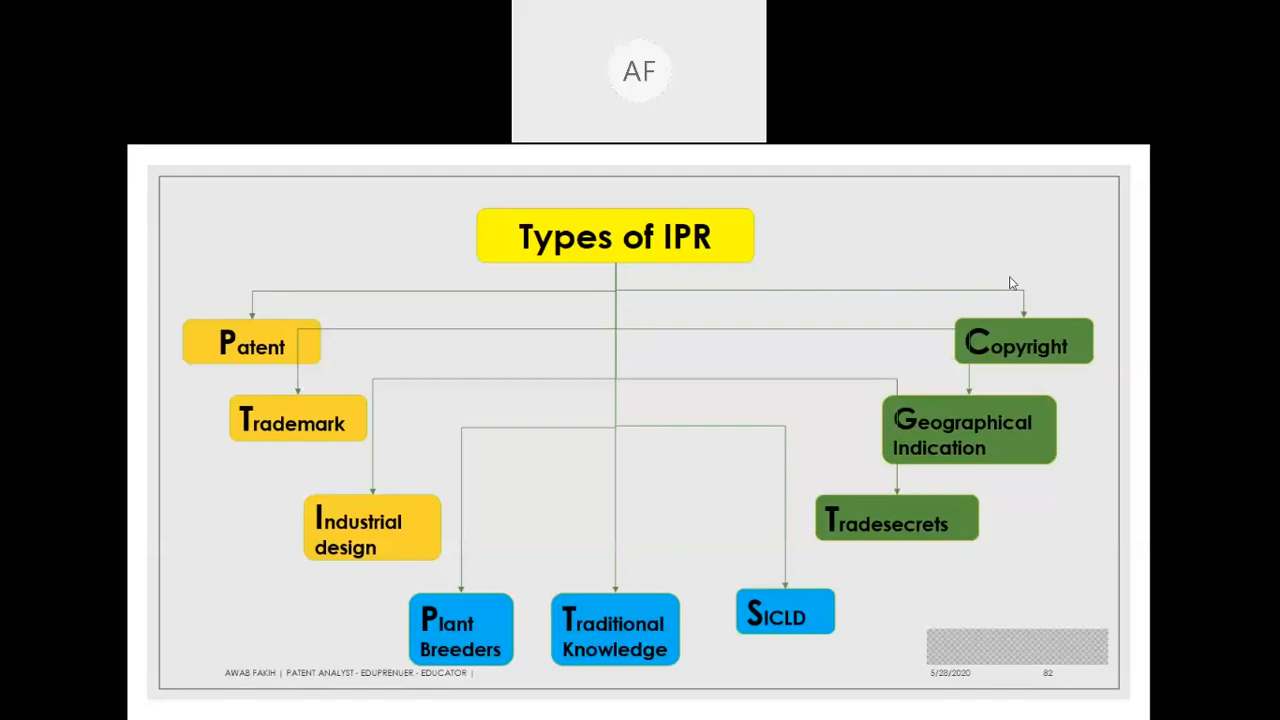 AF
Types of IPR
Patent
Copyright
Trademark
Geographical
Indication
Industrial
design
Tradesecrets
Plant
Breeders
Traditional
Knowledge
SICLD
AWAB FAKIH | PATENT ANALYST - EDUPRENUER - EDUCATOR |
5/28/2020
82